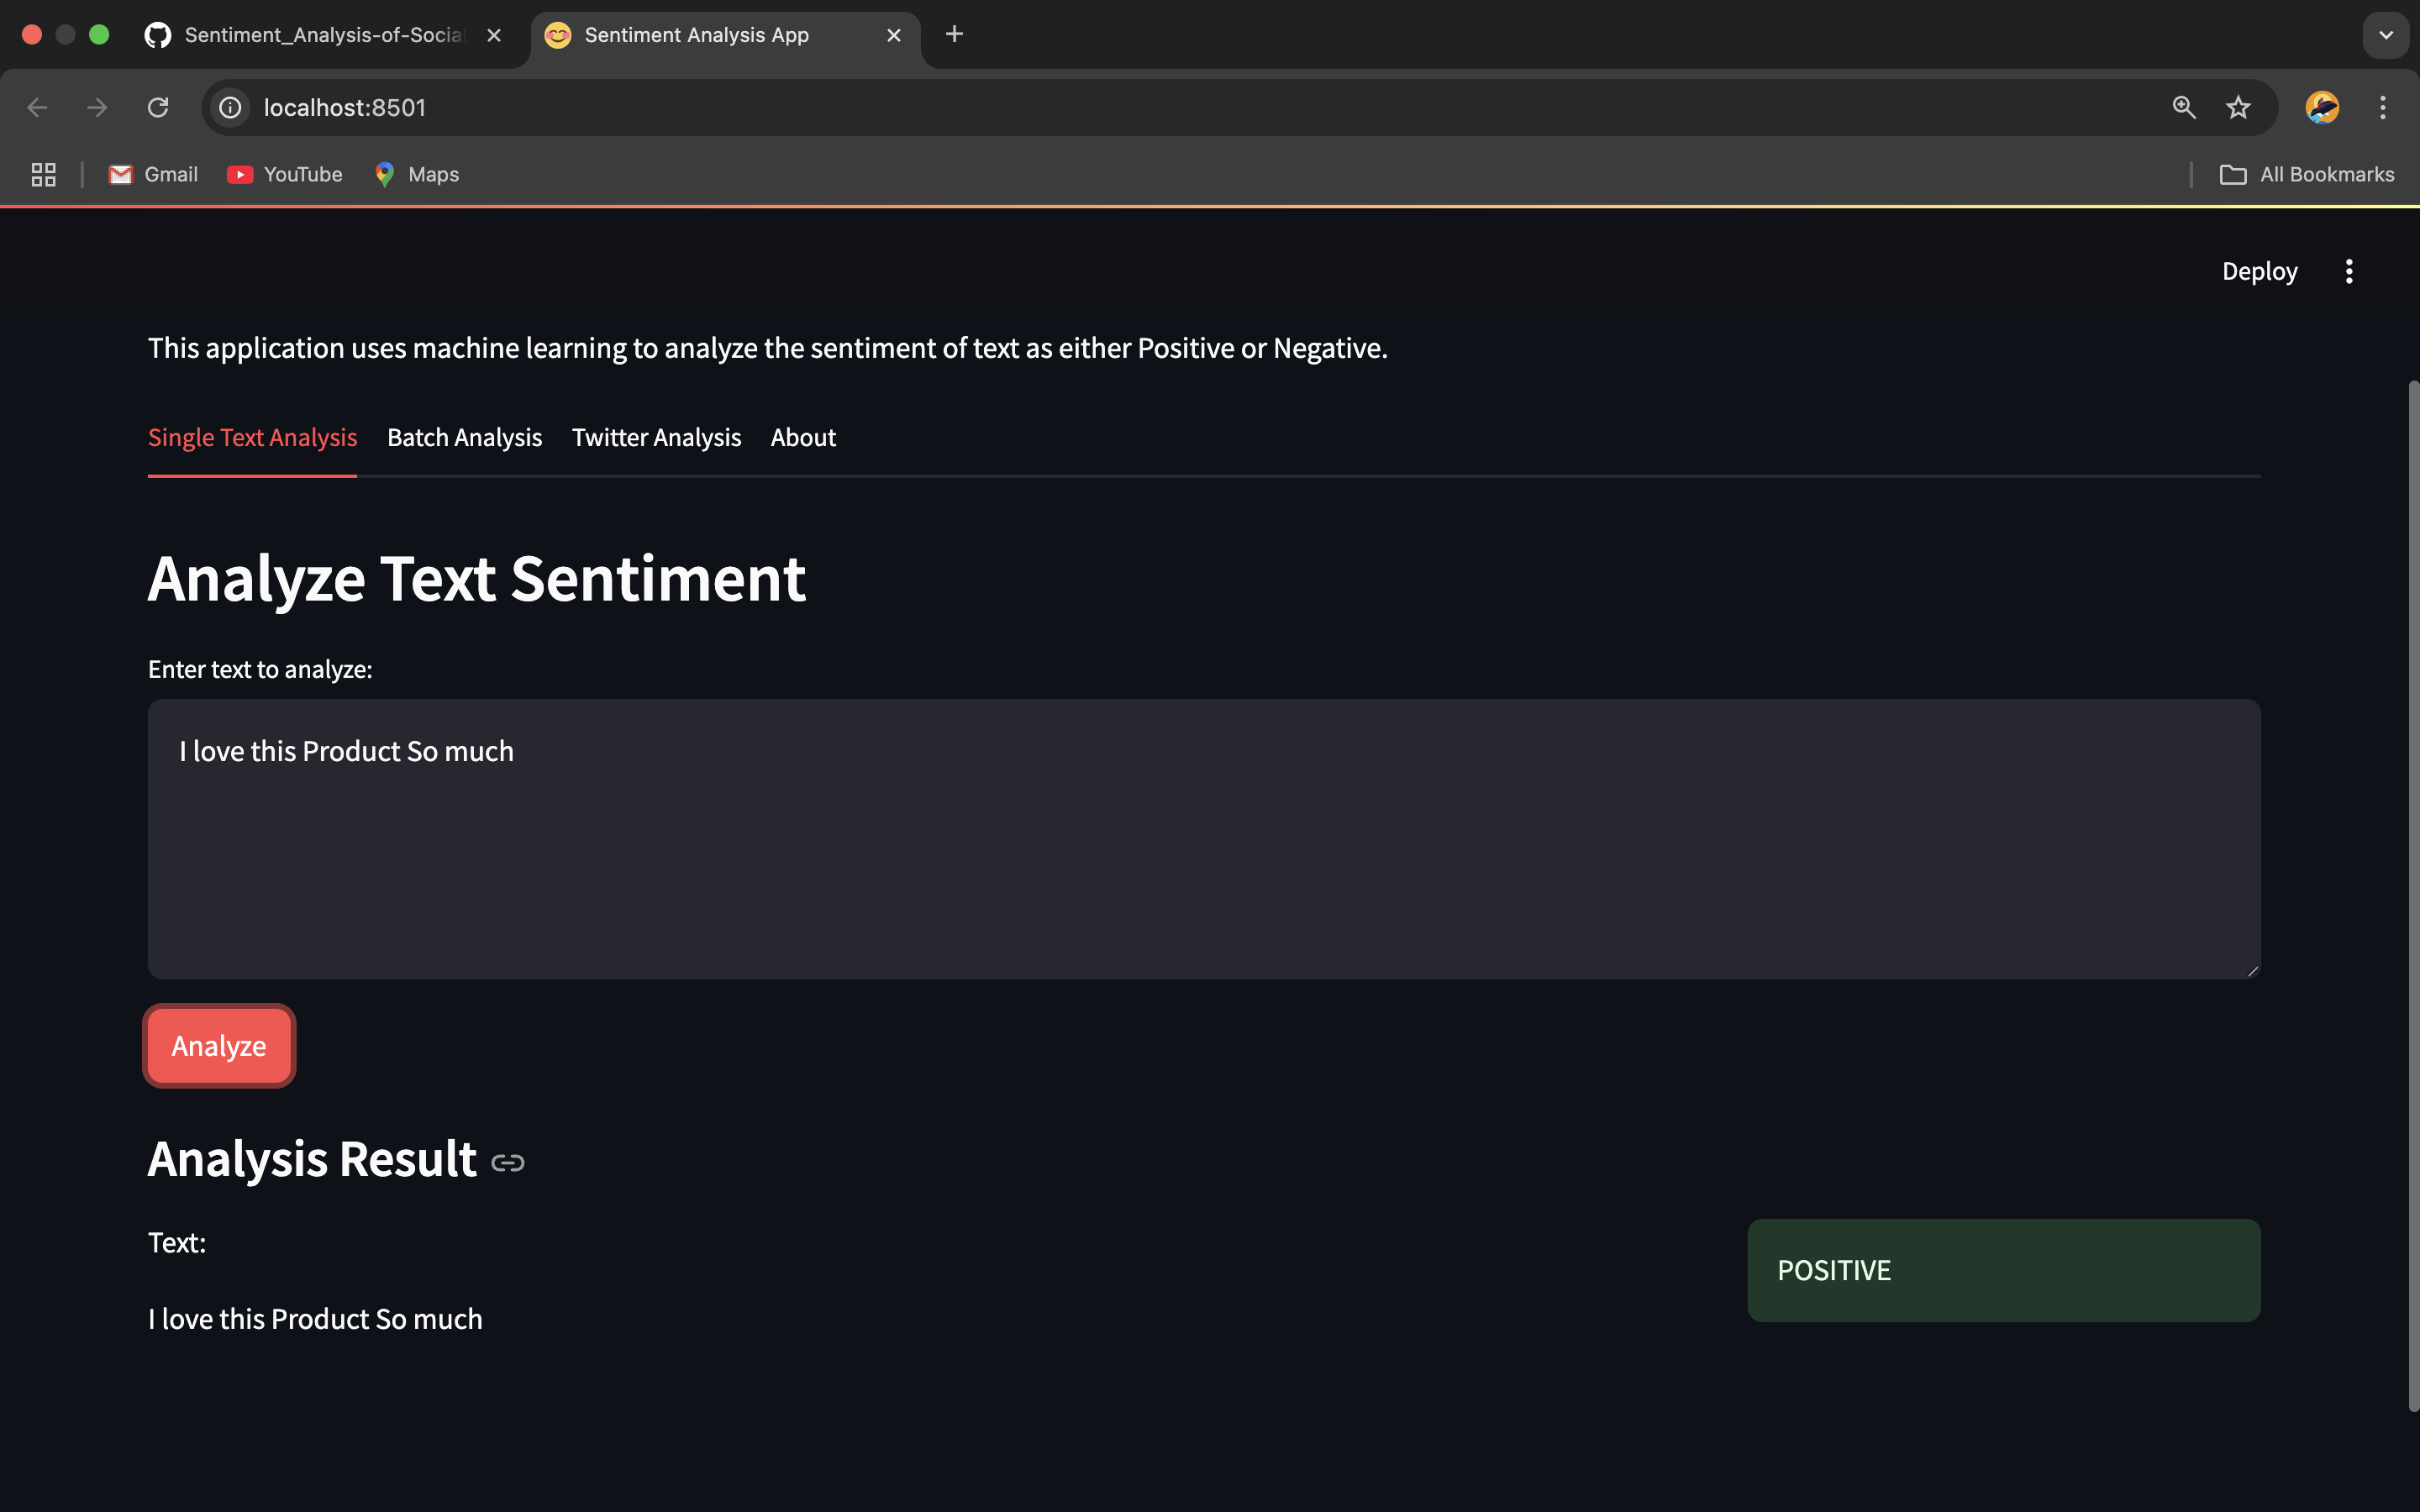 Sentiment_Analysis-of-Social
Sentiment Analysis App
localhost:8501
Gmail
YouTube
Maps
All Bookmarks
Deploy
This application uses machine learning to analyze the sentiment of text as either Positive or Negative.
Single Text Analysis
Batch Analysis
Twitter Analysis
About
Analyze Text Sentiment
Enter text to analyze:
I love this Product So much
Analyze
Analysis Result
Text:
POSITIVE
I love this Product So much